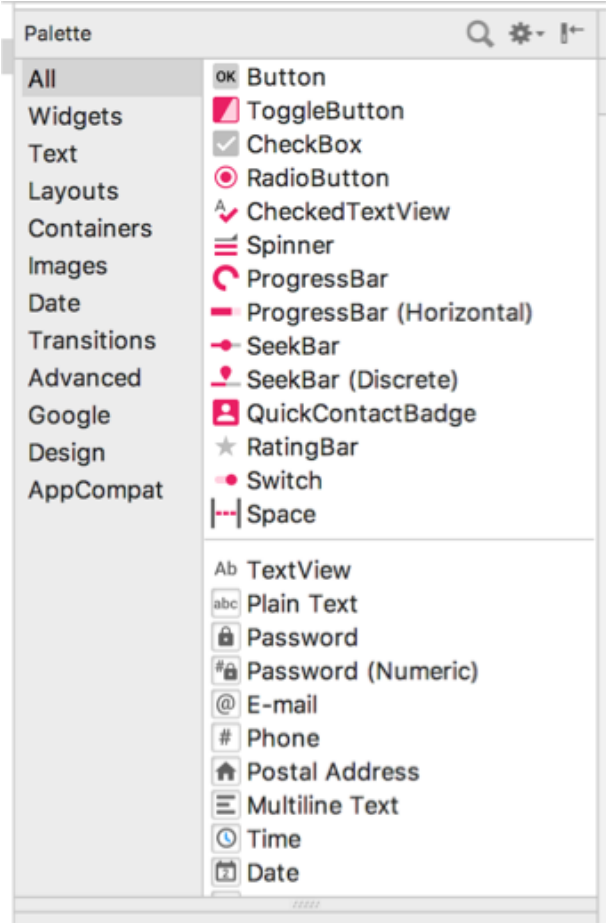 Palette
All
Widgets
Text
Layouts
Containers
Images
Date
Transitions
Advanced
Google
Design
AppCompat
OK Button
ToggleButton
CheckBox
RadioButton
A CheckedTextView
Spinner
ProgressBar
ProgressBar (Horizontal)
SeekBar
SeekBar (Discrete)
QuickContactBadge
RatingBar
Switch
Space
Ab TextView
abc Plain Text
Password
# Password (Numeric)
@ E-mail
# Phone
Postal Address
Multiline Text
Time
2 Date